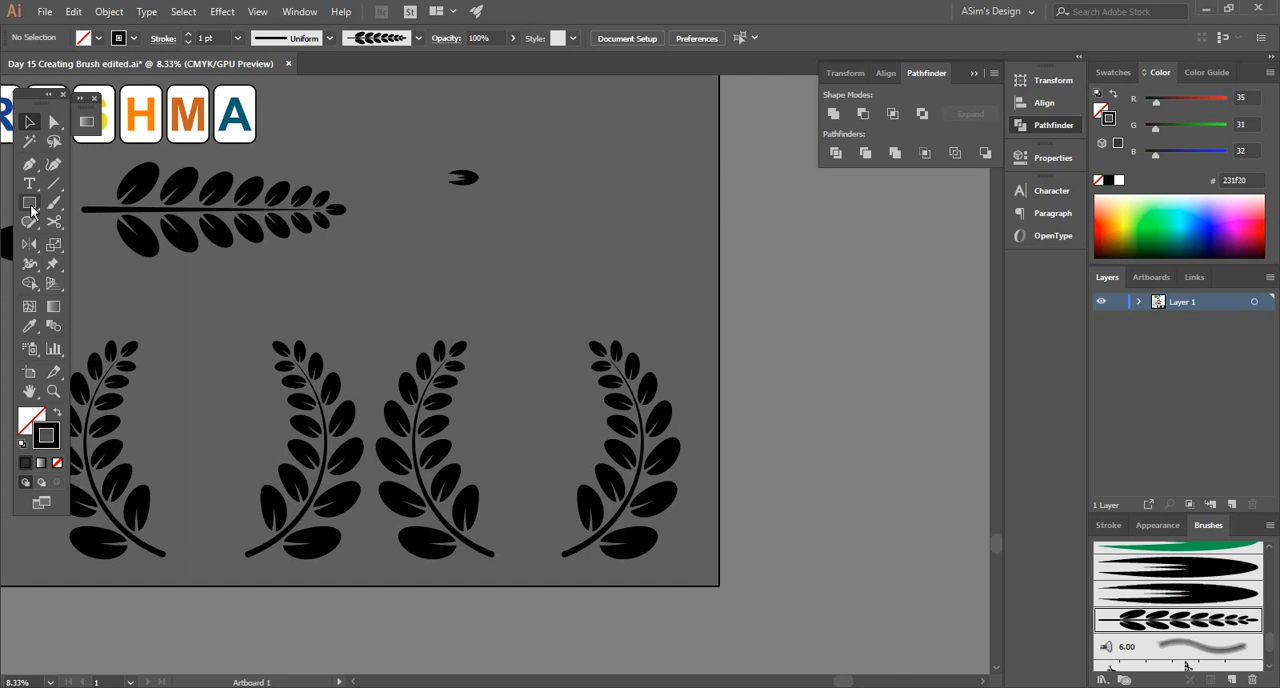 Ai File Edit Object Type Select Effect View Window Help Br St ASim's Design Search Adobe Stock
No Selection Stroke: 1 pt Uniform Opacity: 100% Style: Document Setup Preferences
Day 15 Creating Brush edited.ai* @ 8.33% (CMYK/GPU Preview)
Transform Align Pathfinder
Shape Modes:
Expand
Pathfinders:
Transform
Align
Pathfinder
Properties
Character
Paragraph
OpenType
Swatches Color Color Guide
R 35
G 31
B 32
# 231f20
R S H M A
Layers Artboards Links
Layer 1
1 Layer
Stroke Appearance Brushes
6.00
8.33% 1 Artboard 1